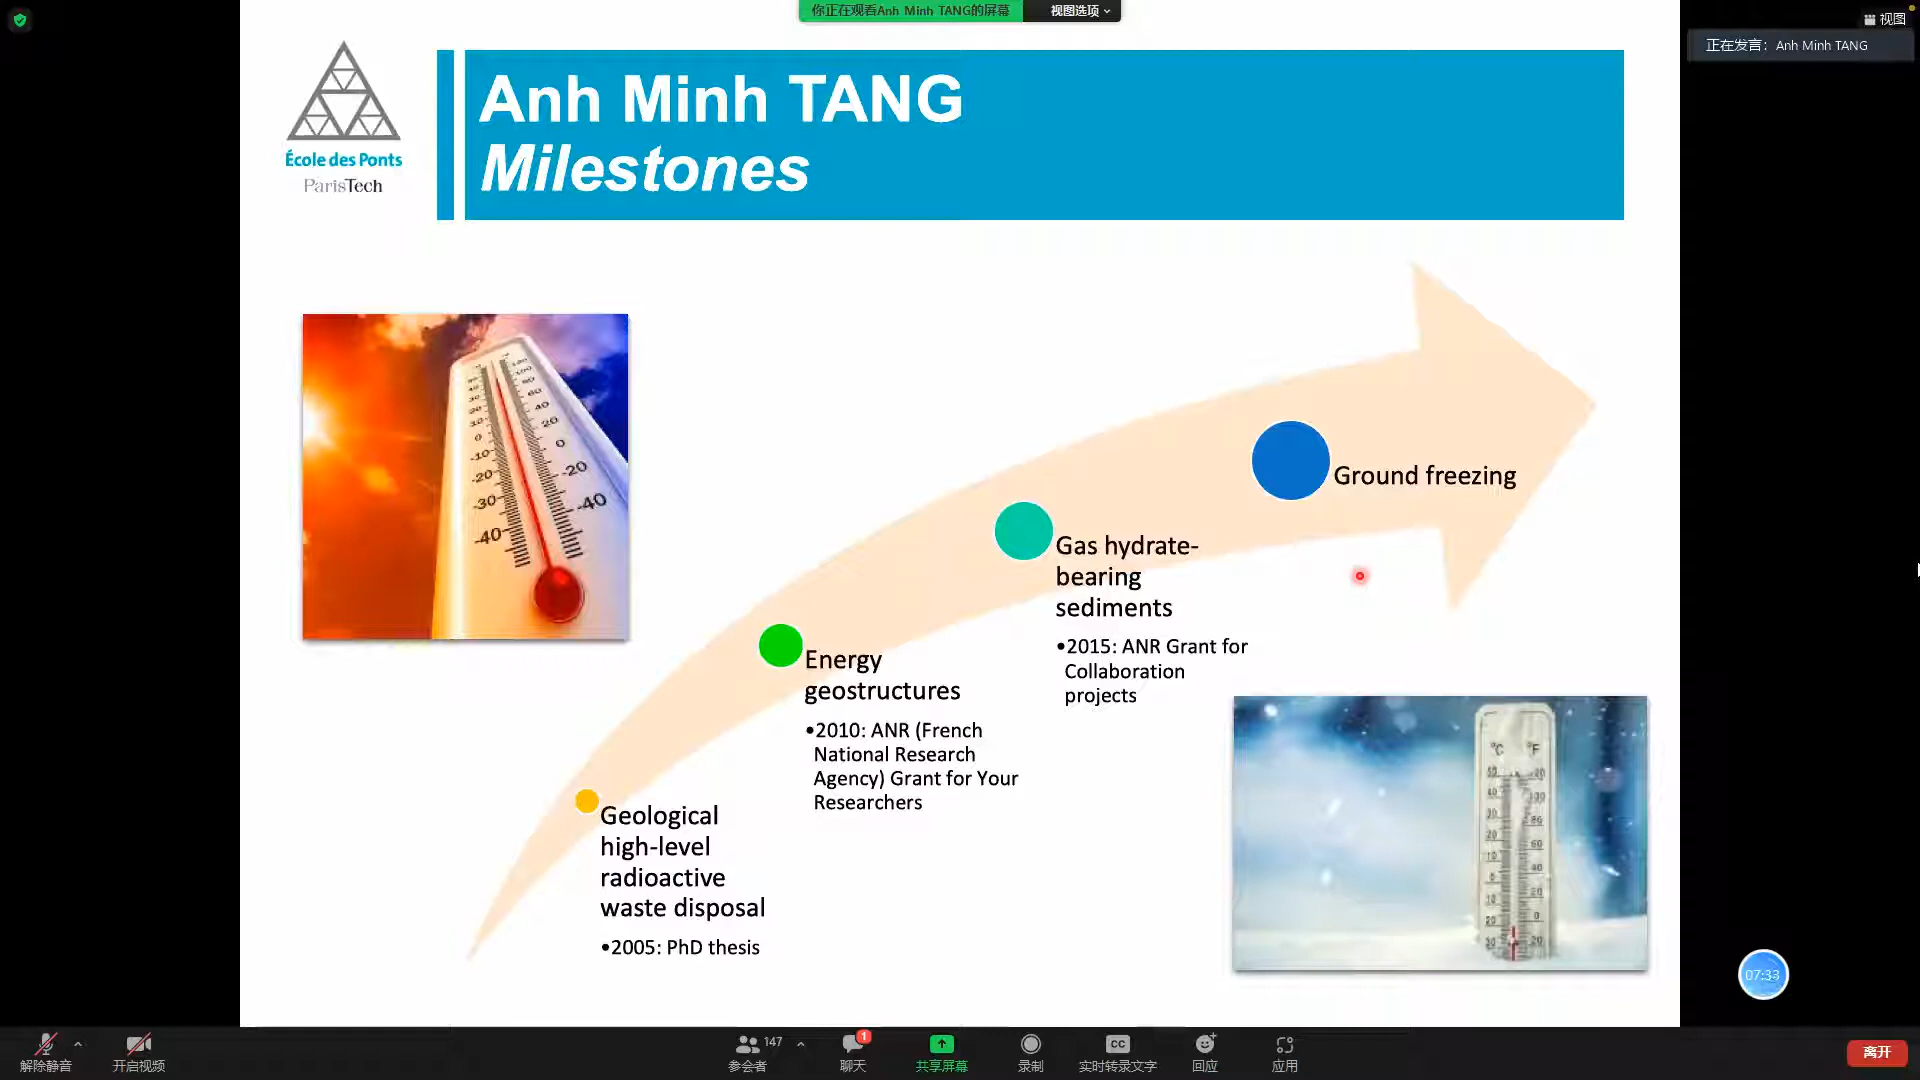 你正在观看Anh Minh TANG的屏幕
视图选项
视图
正在发言: Anh Minh TANG
École des Ponts
ParisTech
Anh Minh TANG
Milestones
Ground freezing
Gas hydrate-
bearing
sediments
•2015: ANR Grant for
Collaboration
projects
Energy
geostructures
•2010: ANR (French
National Research
Agency) Grant for Your
Researchers
Geological
high-level
radioactive
waste disposal
•2005: PhD thesis
°C °F
07:33
解除静音
开启视频
147
参会者
1
聊天
共享屏幕
录制
CC
实时转录文字
回应
应用
离开